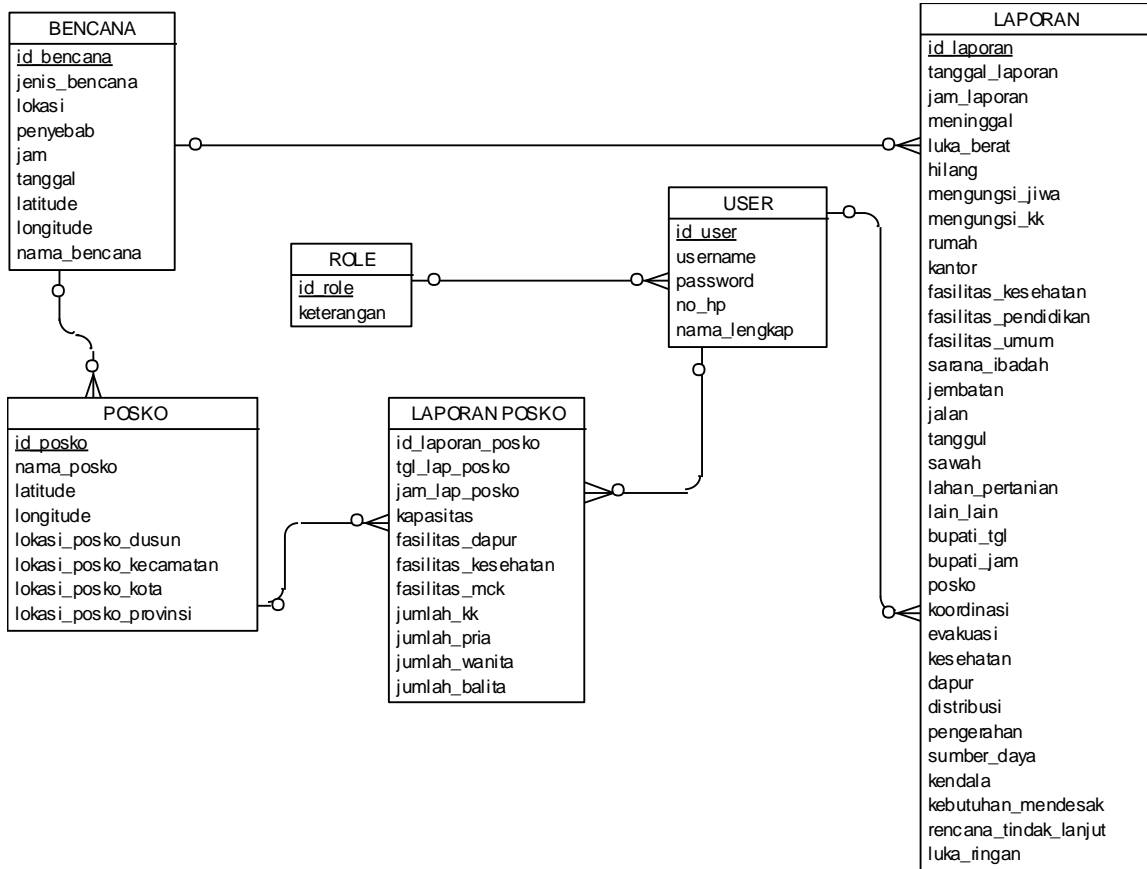 BENCANA
id_bencana
jenis_bencana
lokasi
penyebab
jam
tanggal
latitude
longitude
nama_bencana
LAPORAN
id_laporan
tanggal_laporan
jam_laporan
meninggal
luka_berat
hilang
mengungsi_jiwa
mengungsi_kk
rumah
kantor
fasilitas_kesehatan
fasilitas_pendidikan
fasilitas_umum
sarana_ibadah
jembatan
jalan
tanggul
sawah
lahan_pertanian
lain_lain
bupati_tgl
bupati_jam
posko
koordinasi
evakuasi
kesehatan
dapur
distribusi
pengerahan
sumber_daya
kendala
kebutuhan_mendesak
rencana_tindak_lanjut
luka_ringan
USER
id_user
username
password
no_hp
nama_lengkap
ROLE
id_role
keterangan
POSKO
id_posko
nama_posko
latitude
longitude
lokasi_posko_dusun
lokasi_posko_kecamatan
lokasi_posko_kota
lokasi_posko_provinsi
LAPORAN POSKO
id_laporan_posko
tgl_lap_posko
jam_lap_posko
kapasitas
fasilitas_dapur
fasilitas_kesehatan
fasilitas_mck
jumlah_kk
jumlah_pria
jumlah_wanita
jumlah_balita